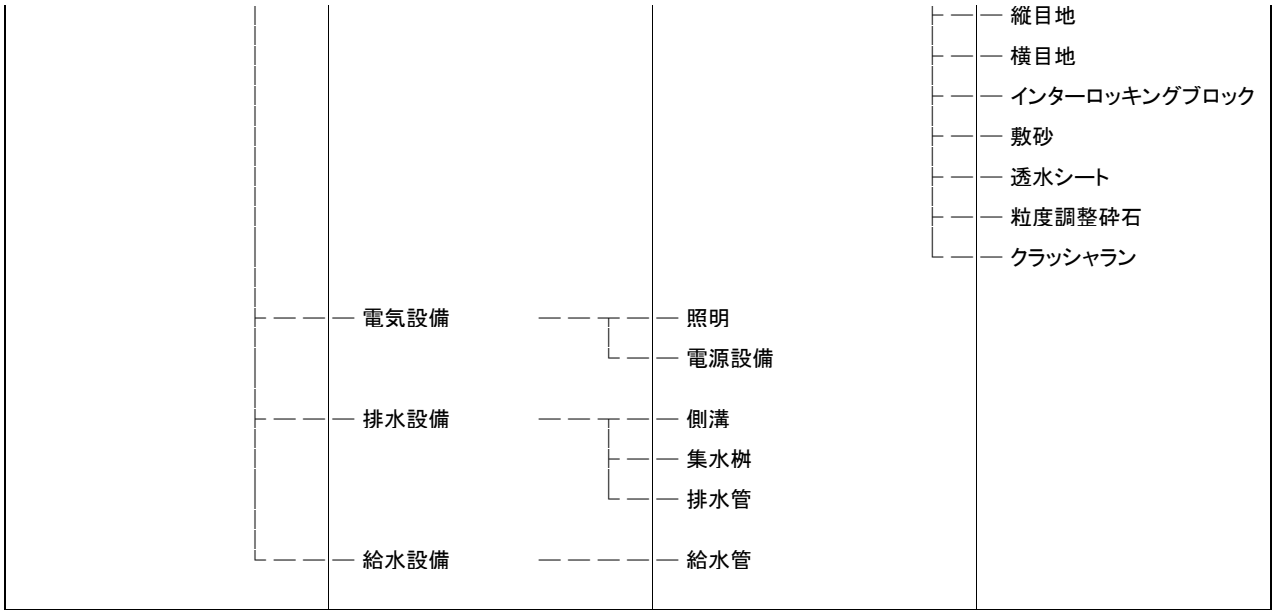 縦目地
横目地
インターロッキングブロック
敷砂
透水シート
粒度調整砕石
クラッシャラン
電気設備 照明
電源設備
排水設備 側溝
集水桝
排水管
給水設備 給水管